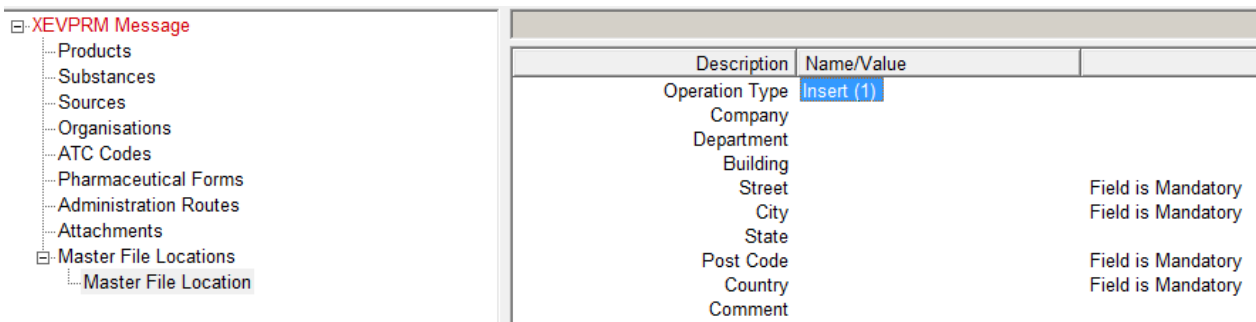 XEVPRM Message
Products
Substances
Sources
Organisations
ATC Codes
Pharmaceutical Forms
Administration Routes
Attachments
Master File Locations
Master File Location
Description Name/Value
Operation Type Insert (1)
Company
Department
Building
Street Field is Mandatory
City Field is Mandatory
State
Post Code Field is Mandatory
Country Field is Mandatory
Comment